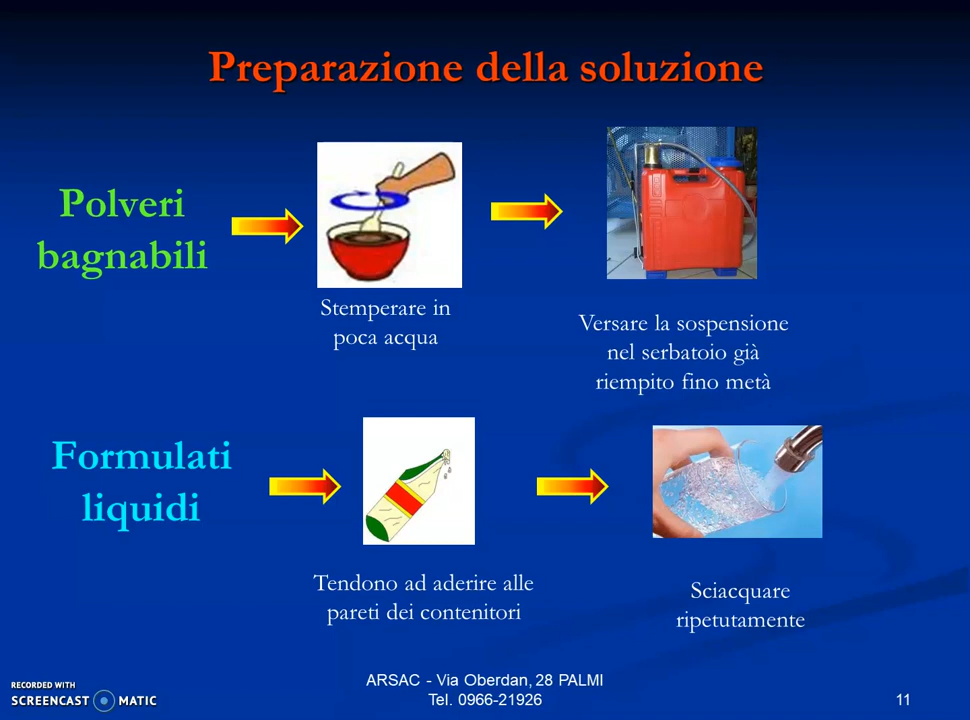 Preparazione della soluzione
Polveri
bagnabili
Stemperare in
poca acqua
Versare la sospensione
nel serbatoio già
riempito fino metà
Formulati
liquidi
Tendono ad aderire alle
pareti dei contenitori
Sciacquare
ripetutamente
RECORDED WITH
SCREENCAST MATIC
ARSAC - Via Oberdan, 28 PALMI
Tel. 0966-21926
11